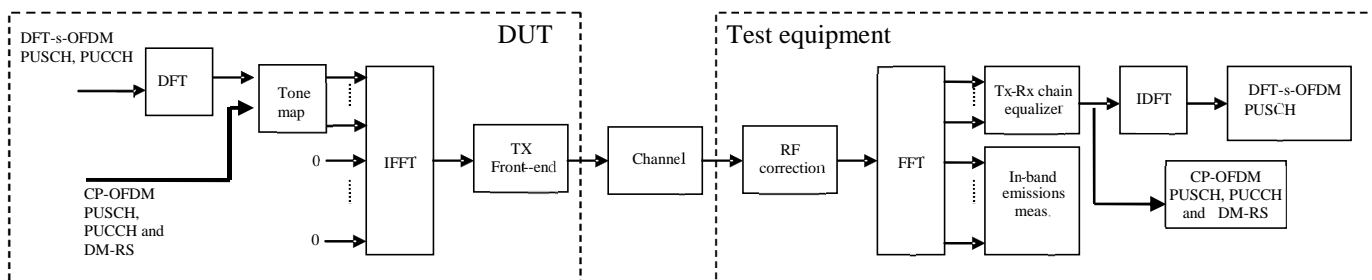 DUT
Test equipment
DFT-s-OFDM
PUSCH, PUCCH
DFT
Tone
map
IFFT
0
0
CP-OFDM
PUSCH,
PUCCH and
DM-RS
TX
Front-end
Channel
RF
correction
FFT
Tx-Rx chain
equalizer
IDFT
DFT-s-OFDM
PUSCH
In-band
emissions
meas.
CP-OFDM
PUSCH, PUCCH
and DM-RS